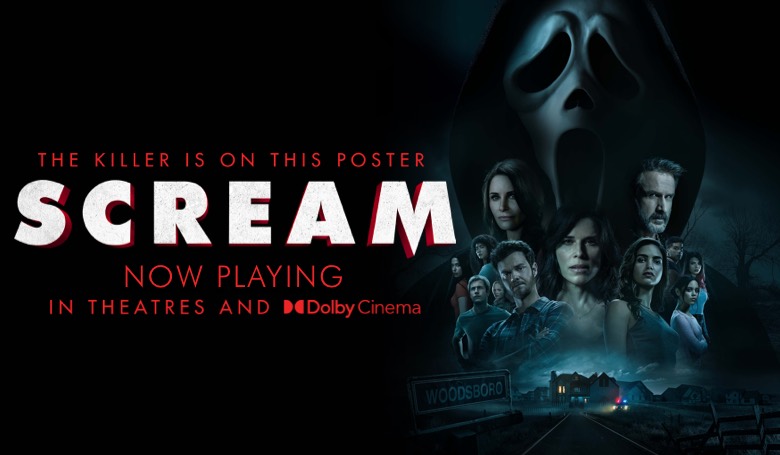 THE KILLER IS ON THIS POSTER
SCREAM
NOW PLAYING
IN THEATRES AND Dolby Cinema
WOODSBORO